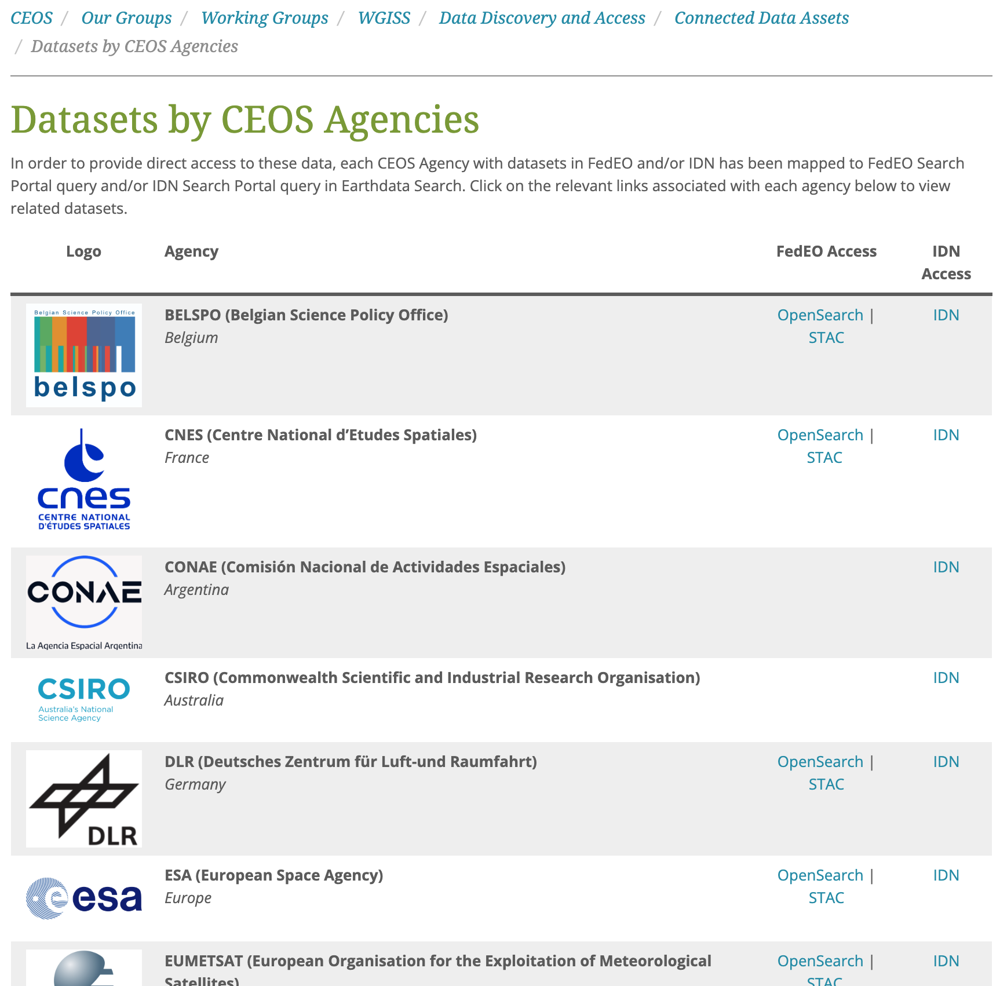 CEOS / Our Groups / Working Groups / WGISS / Data Discovery and Access / Connected Data Assets
/ Datasets by CEOS Agencies
Datasets by CEOS Agencies
In order to provide direct access to these data, each CEOS Agency with datasets in FedEO and/or IDN has been mapped to FedEO Search
Portal query and/or IDN Search Portal query in Earthdata Search. Click on the relevant links associated with each agency below to view
related datasets.
Logo Agency FedEO Access IDN
Access
Belgian Science Policy Office
belspo
BELSPO (Belgian Science Policy Office) OpenSearch | IDN
Belgium STAC
CNES (Centre National d’Etudes Spatiales) OpenSearch | IDN
France STAC
cnes
CENTRE NATIONAL
D'ÉTUDES SPATIALES
CONAE (Comisión Nacional de Actividades Espaciales) IDN
Argentina
CONAE
La Agencia Espacial Argentina
CSIRO (Commonwealth Scientific and Industrial Research Organisation) IDN
Australia
CSIRO
Australia's National
Science Agency
DLR (Deutsches Zentrum für Luft-und Raumfahrt) OpenSearch | IDN
Germany STAC
DLR
ESA (European Space Agency) OpenSearch | IDN
Europe STAC
esa
EUMETSAT (European Organisation for the Exploitation of Meteorological OpenSearch | IDN
Satellites) STAC